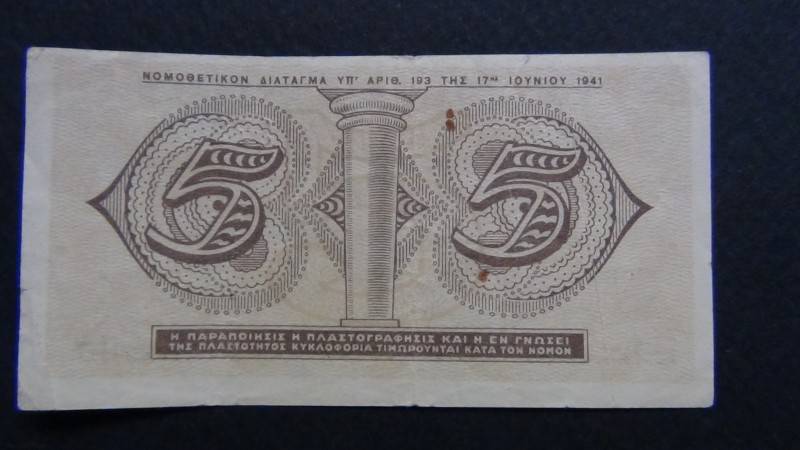 ΝΟΜΟΘΕΤΙΚΟΝ ΔΙΑΤΑΓΜΑ ΥΠ' ΑΡΙΘ. 193 ΤΗΣ 17ΗΣ ΙΟΥΝΙΟΥ 1941
5 5
Η ΠΑΡΑΠΟΙΗΣΙΣ Η ΠΛΑΣΤΟΓΡΑΦΗΣΙΣ ΚΑΙ Η ΕΝ ΓΝΩΣΕΙ
ΤΗΣ ΠΛΑΣΤΟΤΗΤΟΣ ΚΥΚΛΟΦΟΡΙΑ ΤΙΜΩΡΟΥΝΤΑΙ ΚΑΤΑ ΤΟΝ ΝΟΜΟΝ